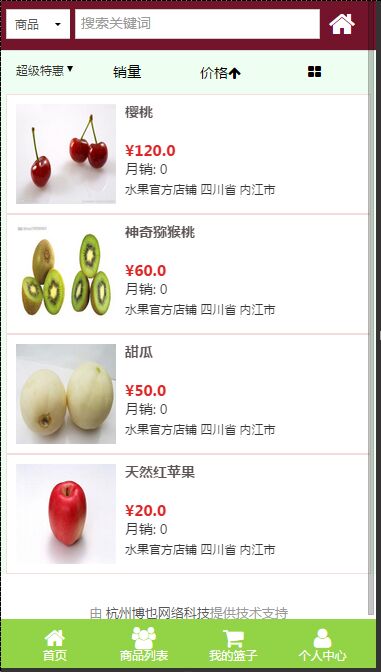 商品
搜索关键词
超级特惠 销量 价格
樱桃
¥120.0
月销: 0
水果官方店铺 四川省 内江市
神奇猕猴桃
¥60.0
月销: 0
水果官方店铺 四川省 内江市
甜瓜
¥50.0
月销: 0
水果官方店铺 四川省 内江市
天然红苹果
¥20.0
月销: 0
水果官方店铺 四川省 内江市
由 杭州博也网络科技提供技术支持
首页 商品列表 我的篮子 个人中心